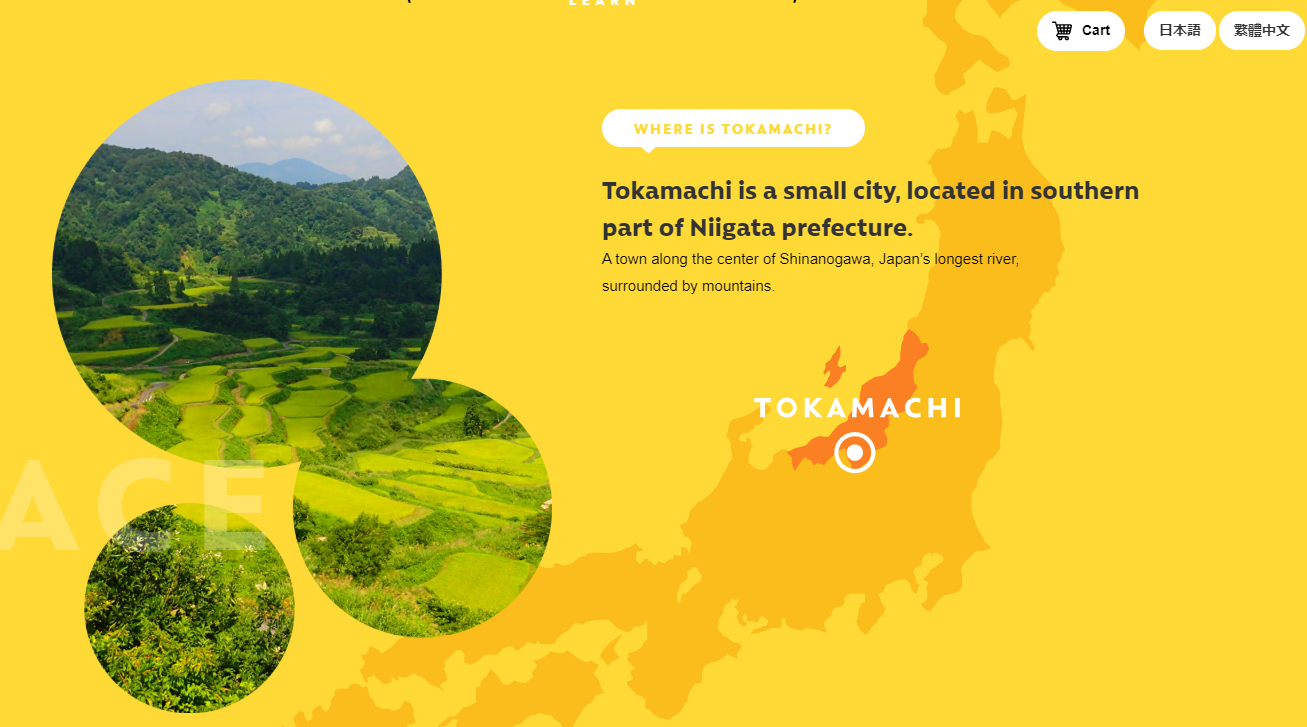 LEARN
Cart
日本語
繁體中文
WHERE IS TOKAMACHI?
Tokamachi is a small city, located in southern
part of Niigata prefecture.
A town along the center of Shinanogawa, Japan’s longest river,
surrounded by mountains.
TOKAMACHI
ACE